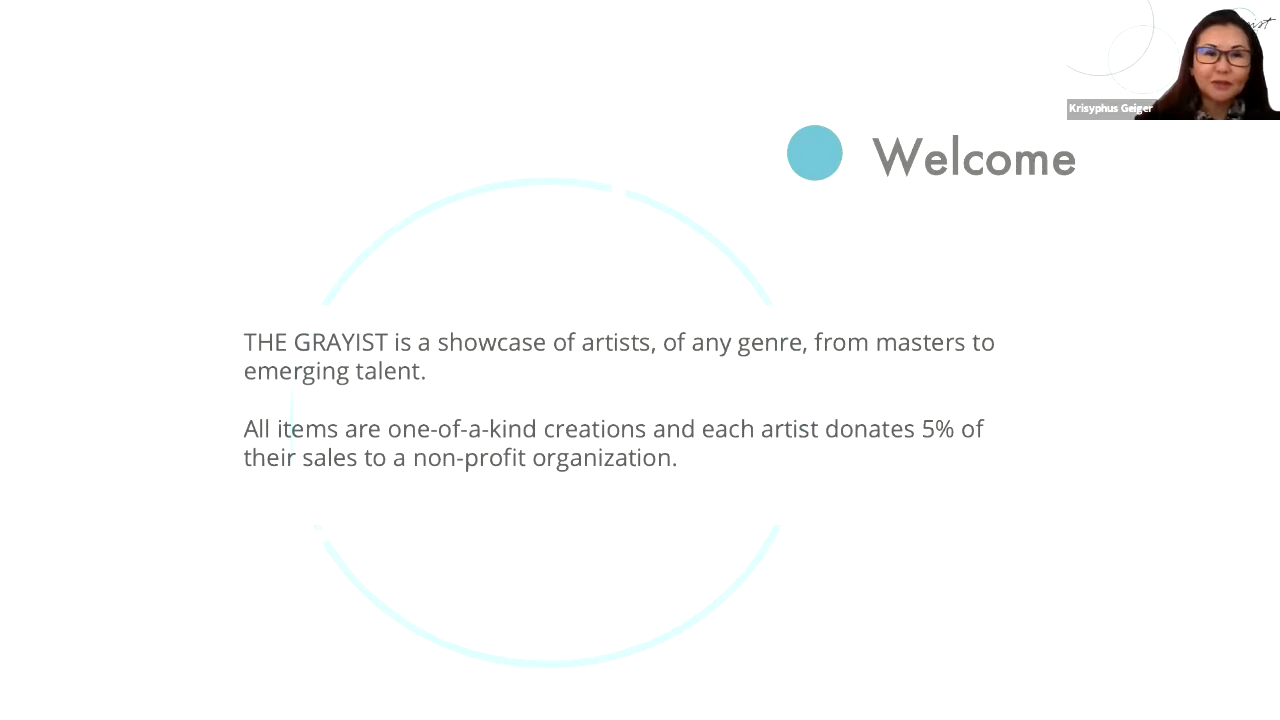 Krisyphus Geiger
Welcome
THE GRAYIST is a showcase of artists, of any genre, from masters to
emerging talent.
All items are one-of-a-kind creations and each artist donates 5% of
their sales to a non-profit organization.